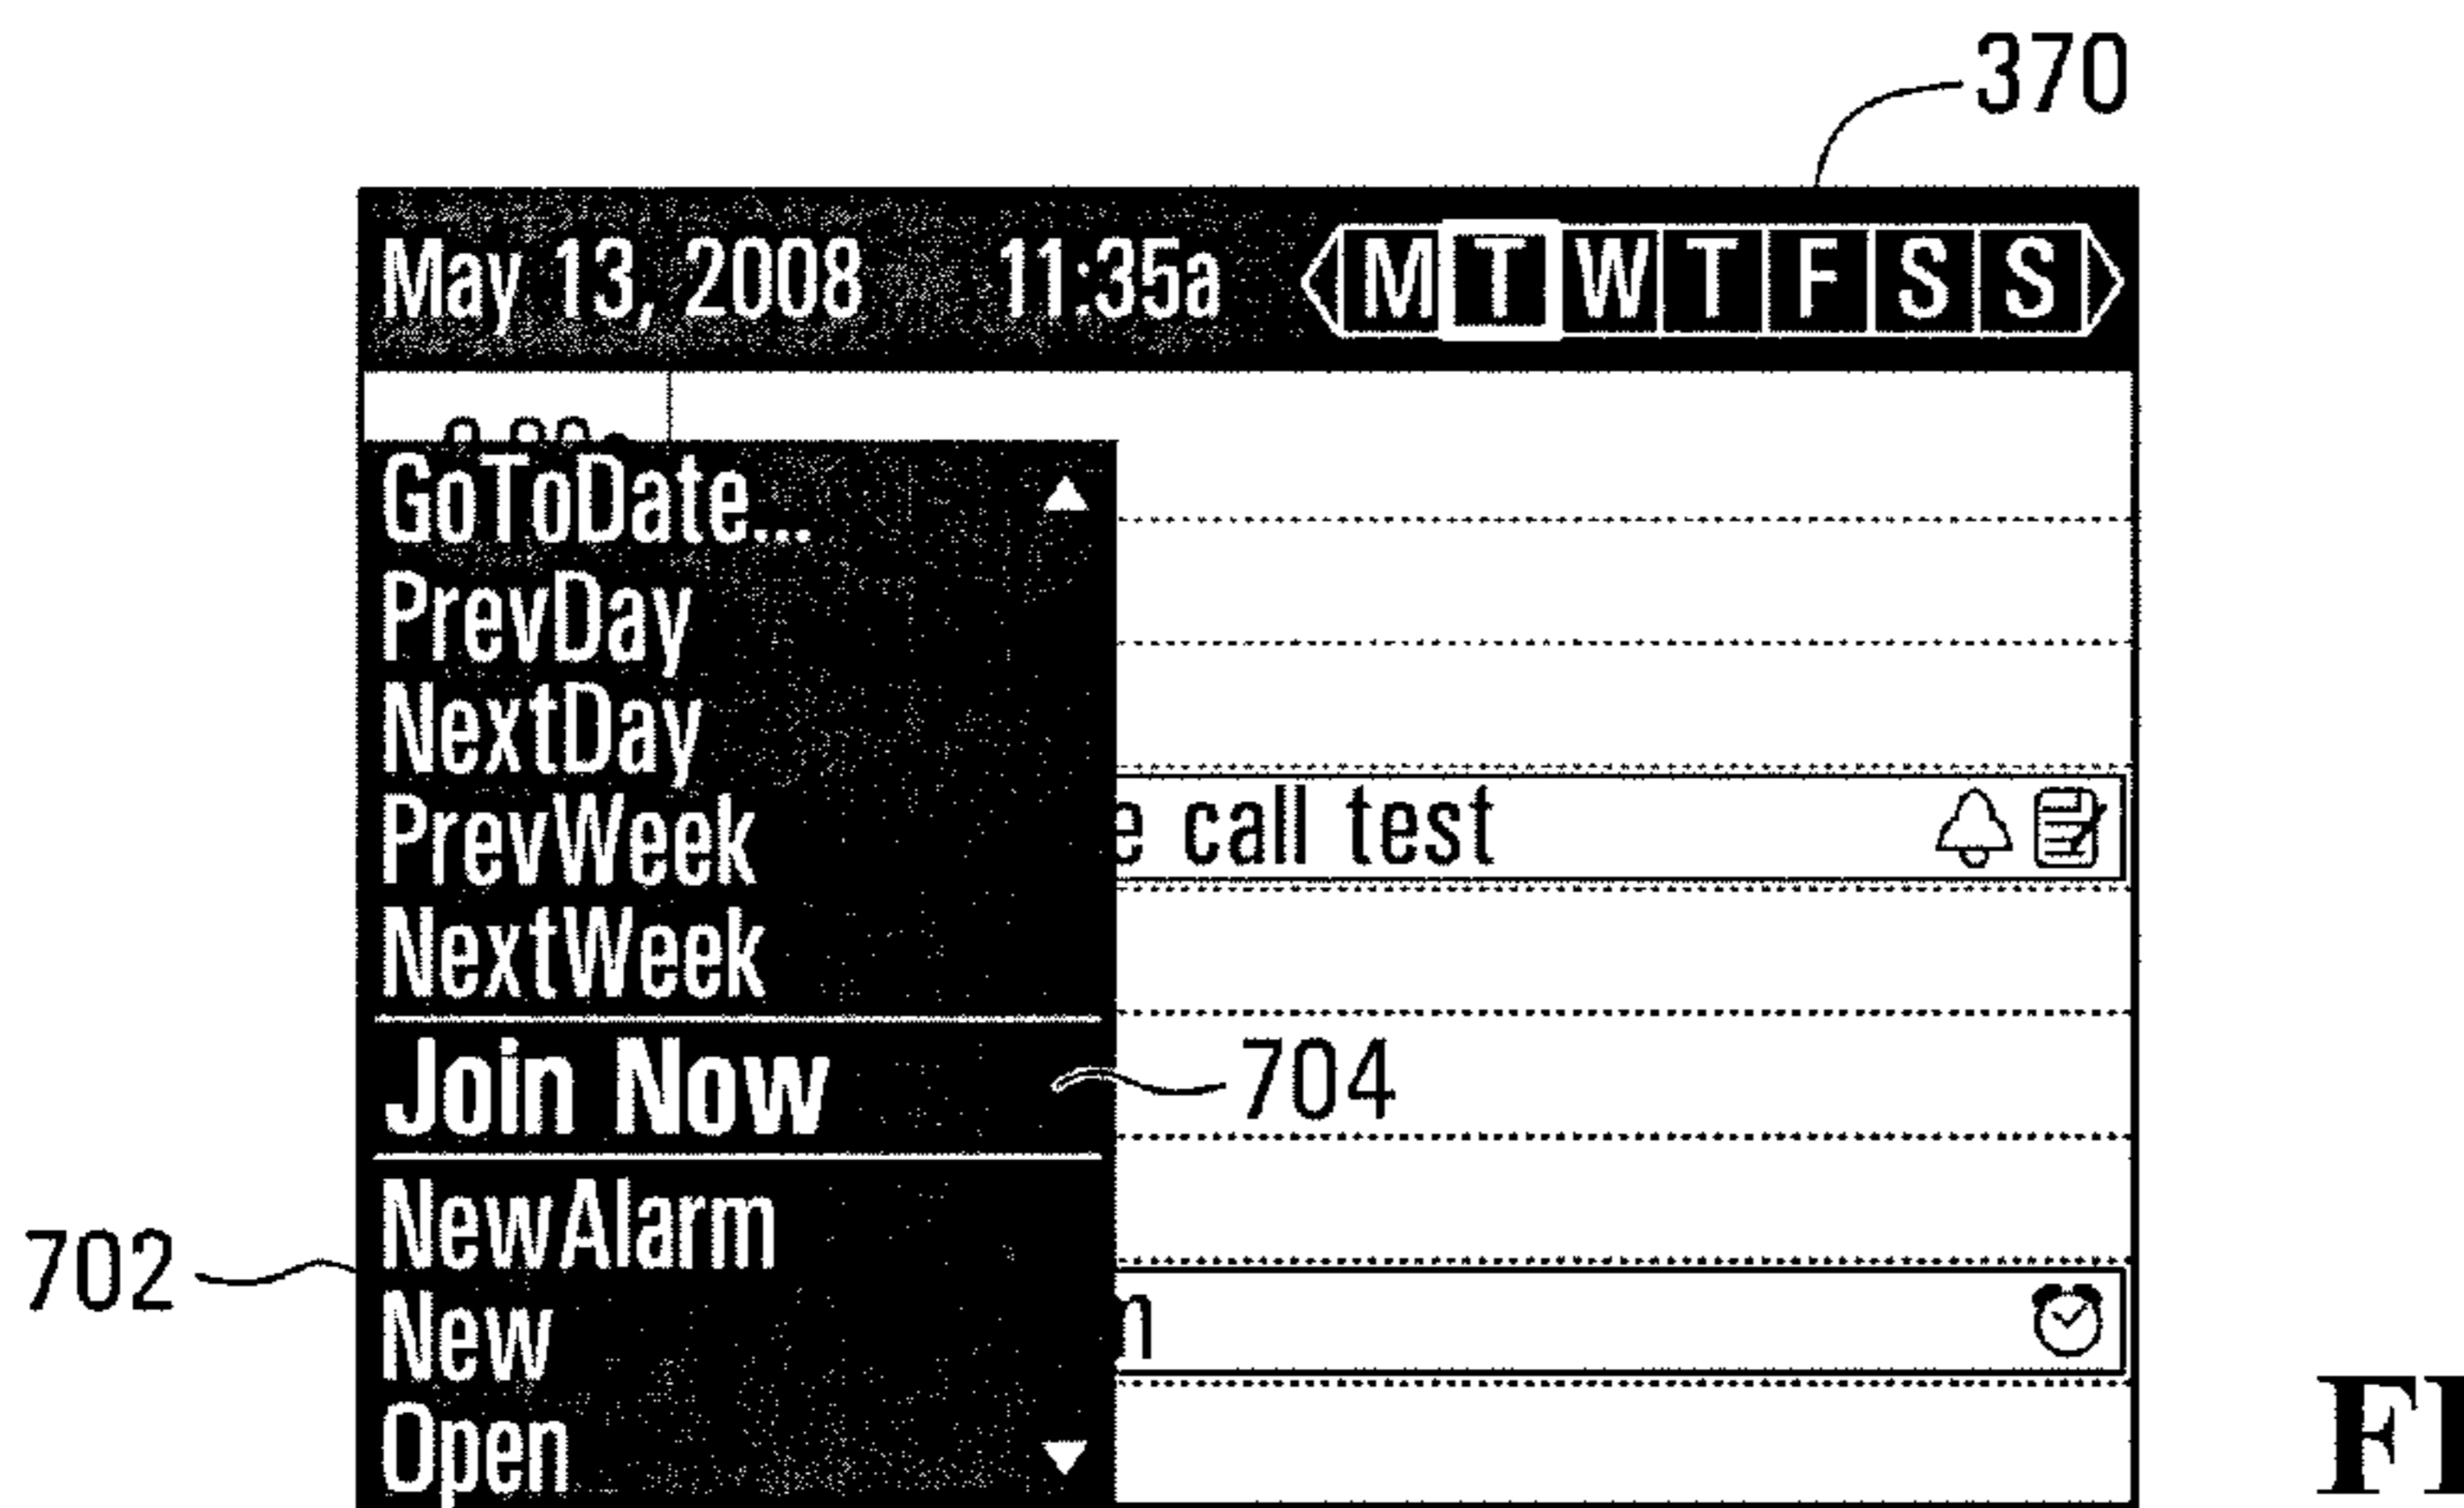 370
May 13, 2008 11:35a M T W T F S S
GoToDate...
PrevDay
NextDay
PrevWeek
e call test
NextWeek
Join Now
704
NewAlarm
702
New
n
Open